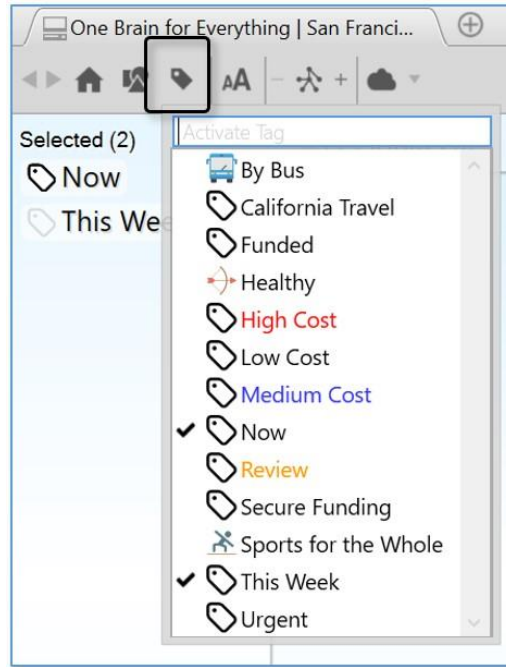 One Brain for Everything | San Franci...
AA
Selected (2)
Now
This Wee
Activate Tag
By Bus
California Travel
Funded
Healthy
High Cost
Low Cost
Medium Cost
Now
Review
Secure Funding
Sports for the Whole
This Week
Urgent